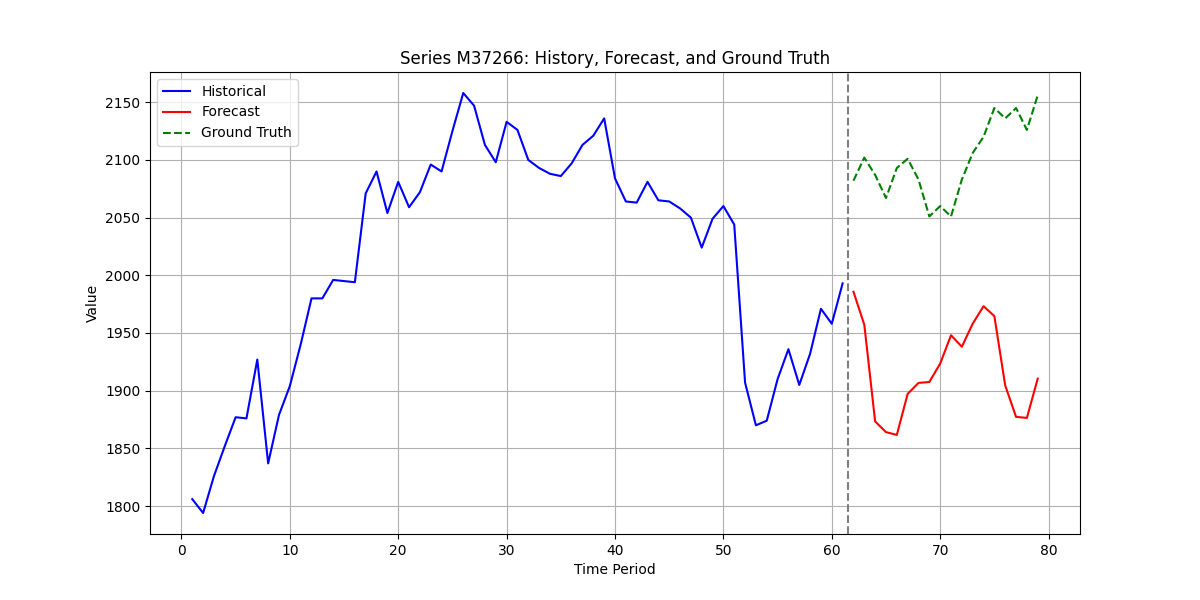 Series M37266: History, Forecast, and Ground Truth
Historical
Forecast
Ground Truth
Value
2150
2100
2050
2000
1950
1900
1850
1800
0 10 20 30 40 50 60 70 80
Time Period